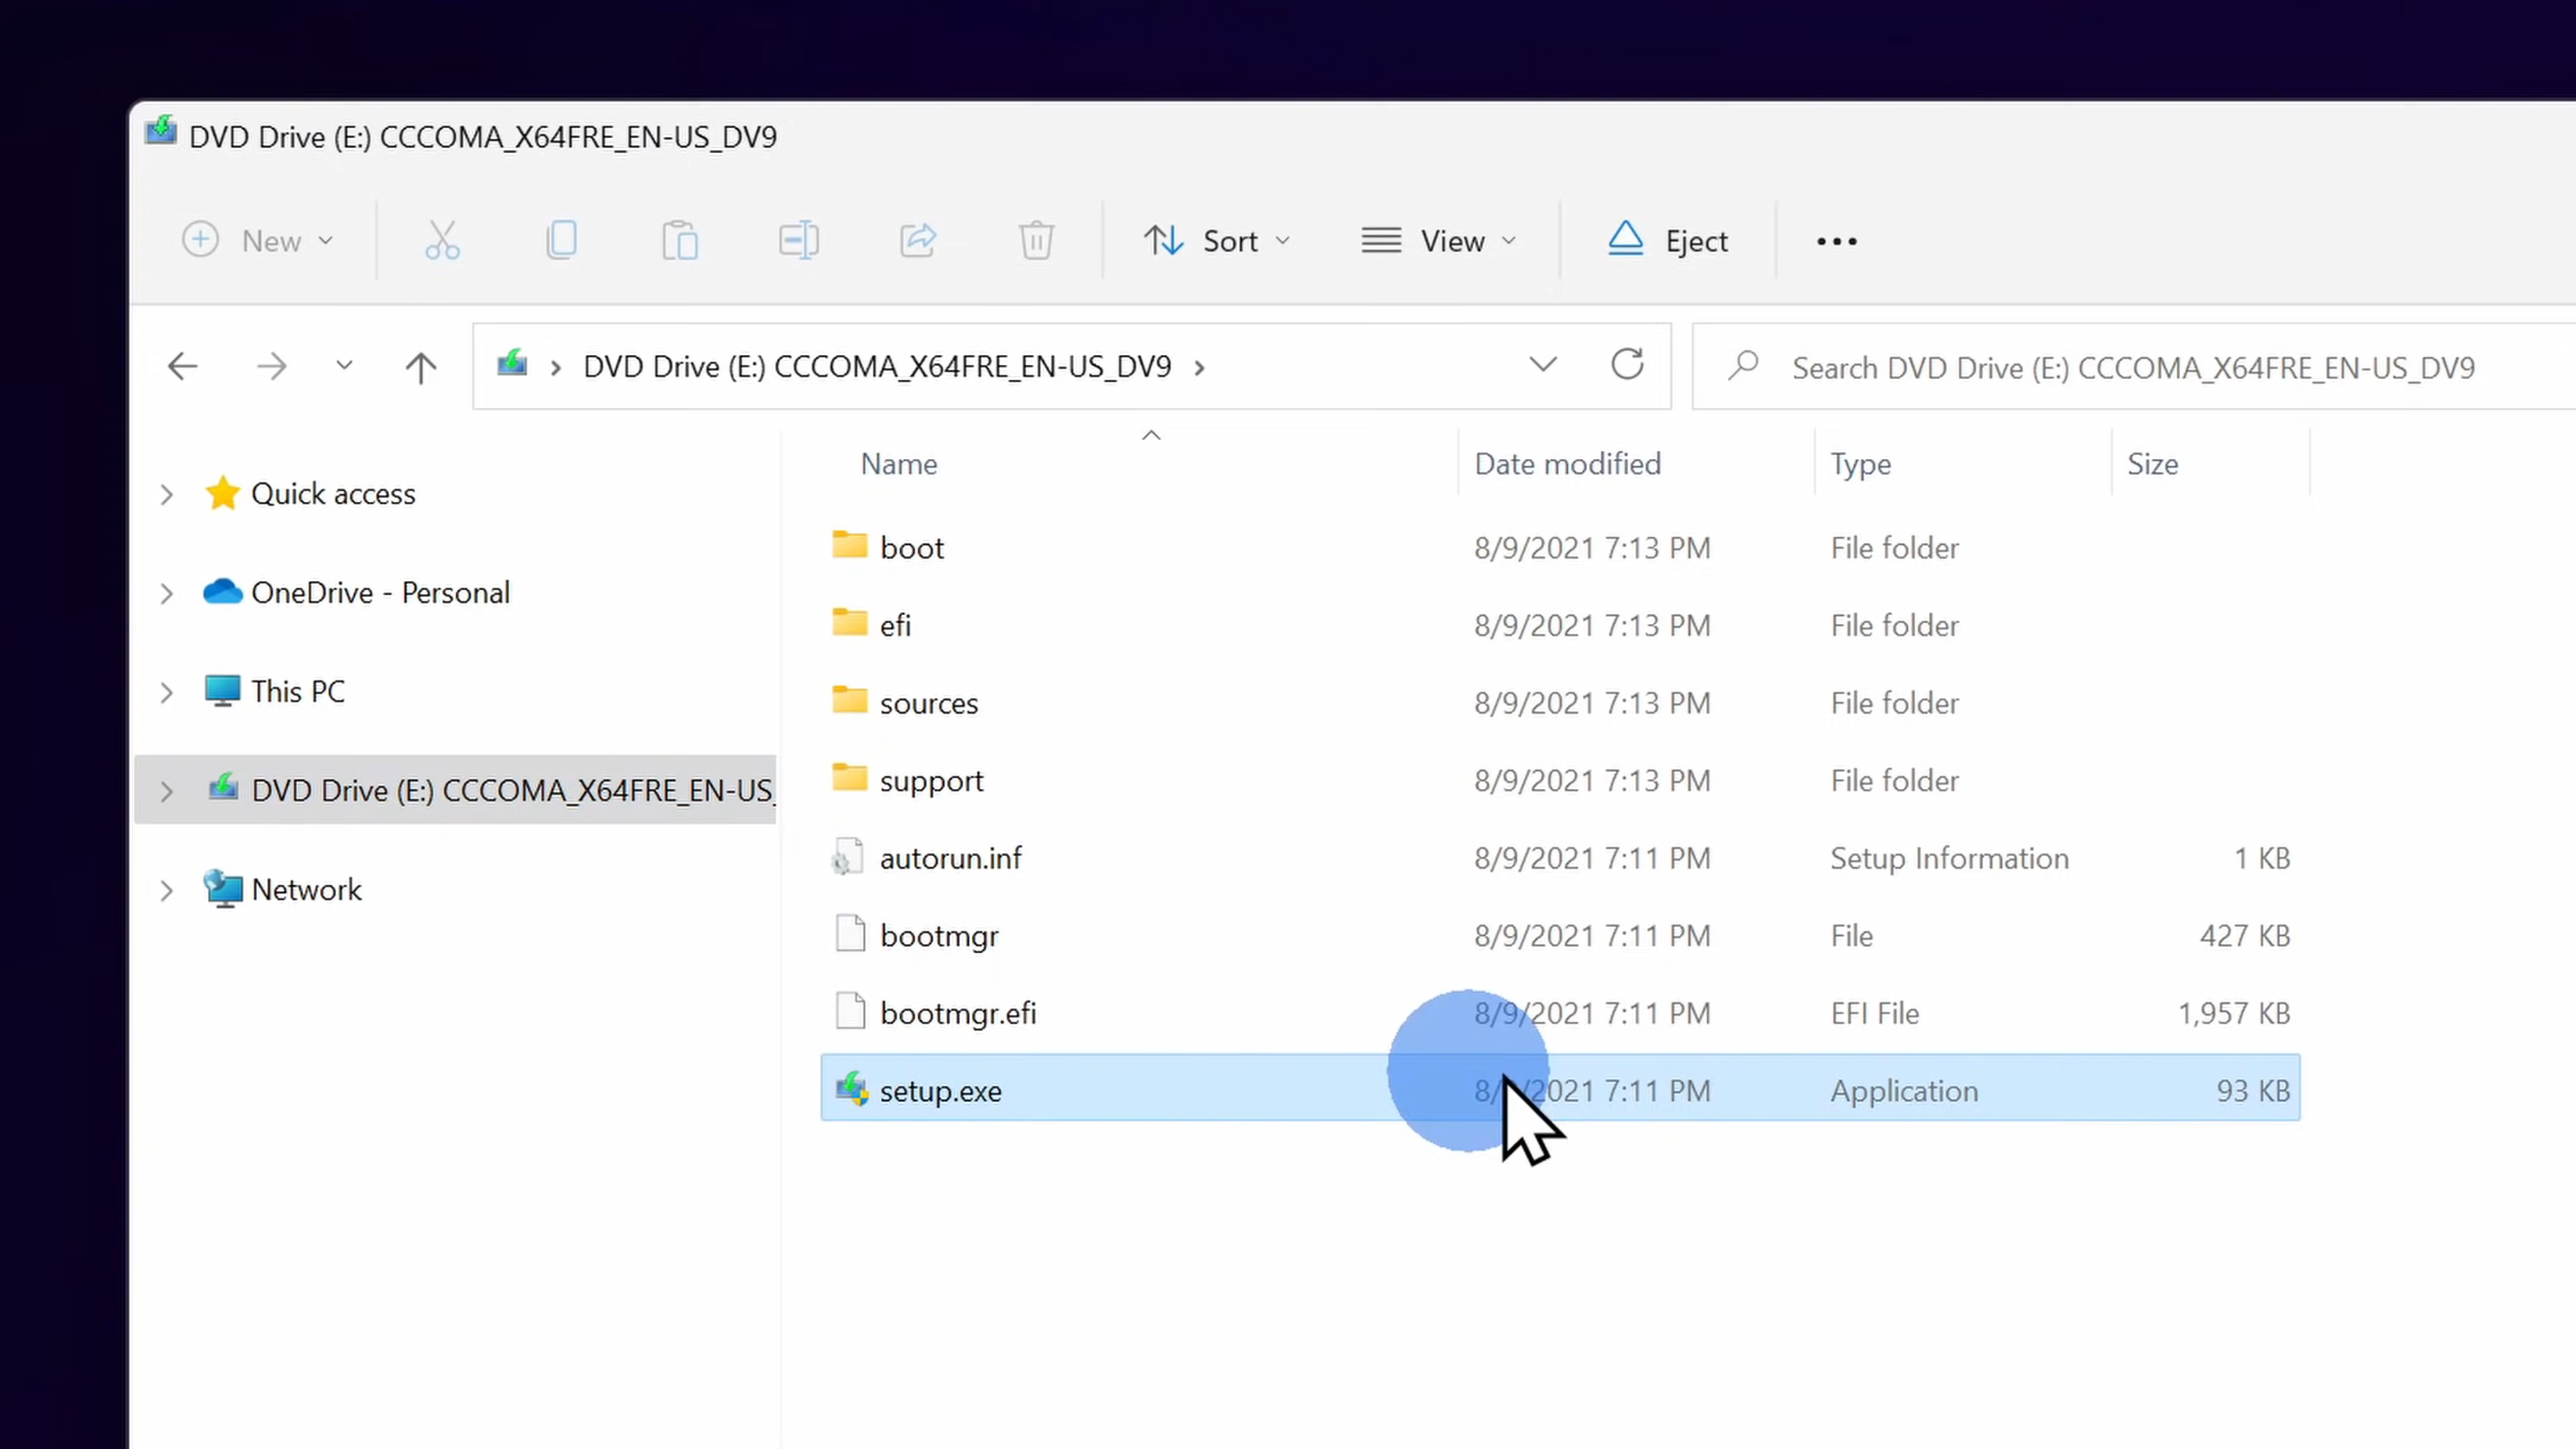 DVD Drive (E:) CCCOMA_X64FRE_EN-US_DV9
New Sort View Eject
DVD Drive (E:) CCCOMA_X64FRE_EN-US_DV9
Search DVD Drive (E:) CCCOMA_X64FRE_EN-US_DV9
Quick access
OneDrive - Personal
This PC
DVD Drive (E:) CCCOMA_X64FRE_EN-US_
Network
Name Date modified Type Size
boot 8/9/2021 7:13 PM File folder
efi 8/9/2021 7:13 PM File folder
sources 8/9/2021 7:13 PM File folder
support 8/9/2021 7:13 PM File folder
autorun.inf 8/9/2021 7:11 PM Setup Information 1 KB
bootmgr 8/9/2021 7:11 PM File 427 KB
bootmgr.efi 8/9/2021 7:11 PM EFI File 1,957 KB
setup.exe 7:11 PM Application 93 KB